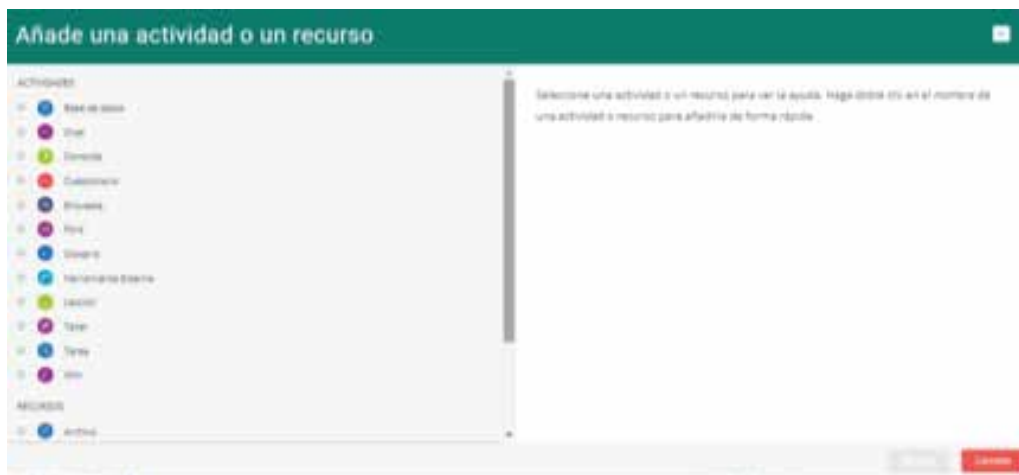 Añade una actividad o un recurso
ACTIVIDADES
Base de datos
Chat
Consulta
Cuestionario
Encuesta
Foro
Glosario
Herramienta Externa
Lección
Taller
Tarea
Wiki
RECURSOS
Archivo
Seleccione una actividad o un recurso para ver la ayuda. Haga doble clic en el nombre de
una actividad o recurso para añadirla de forma rápida.
Cancelar